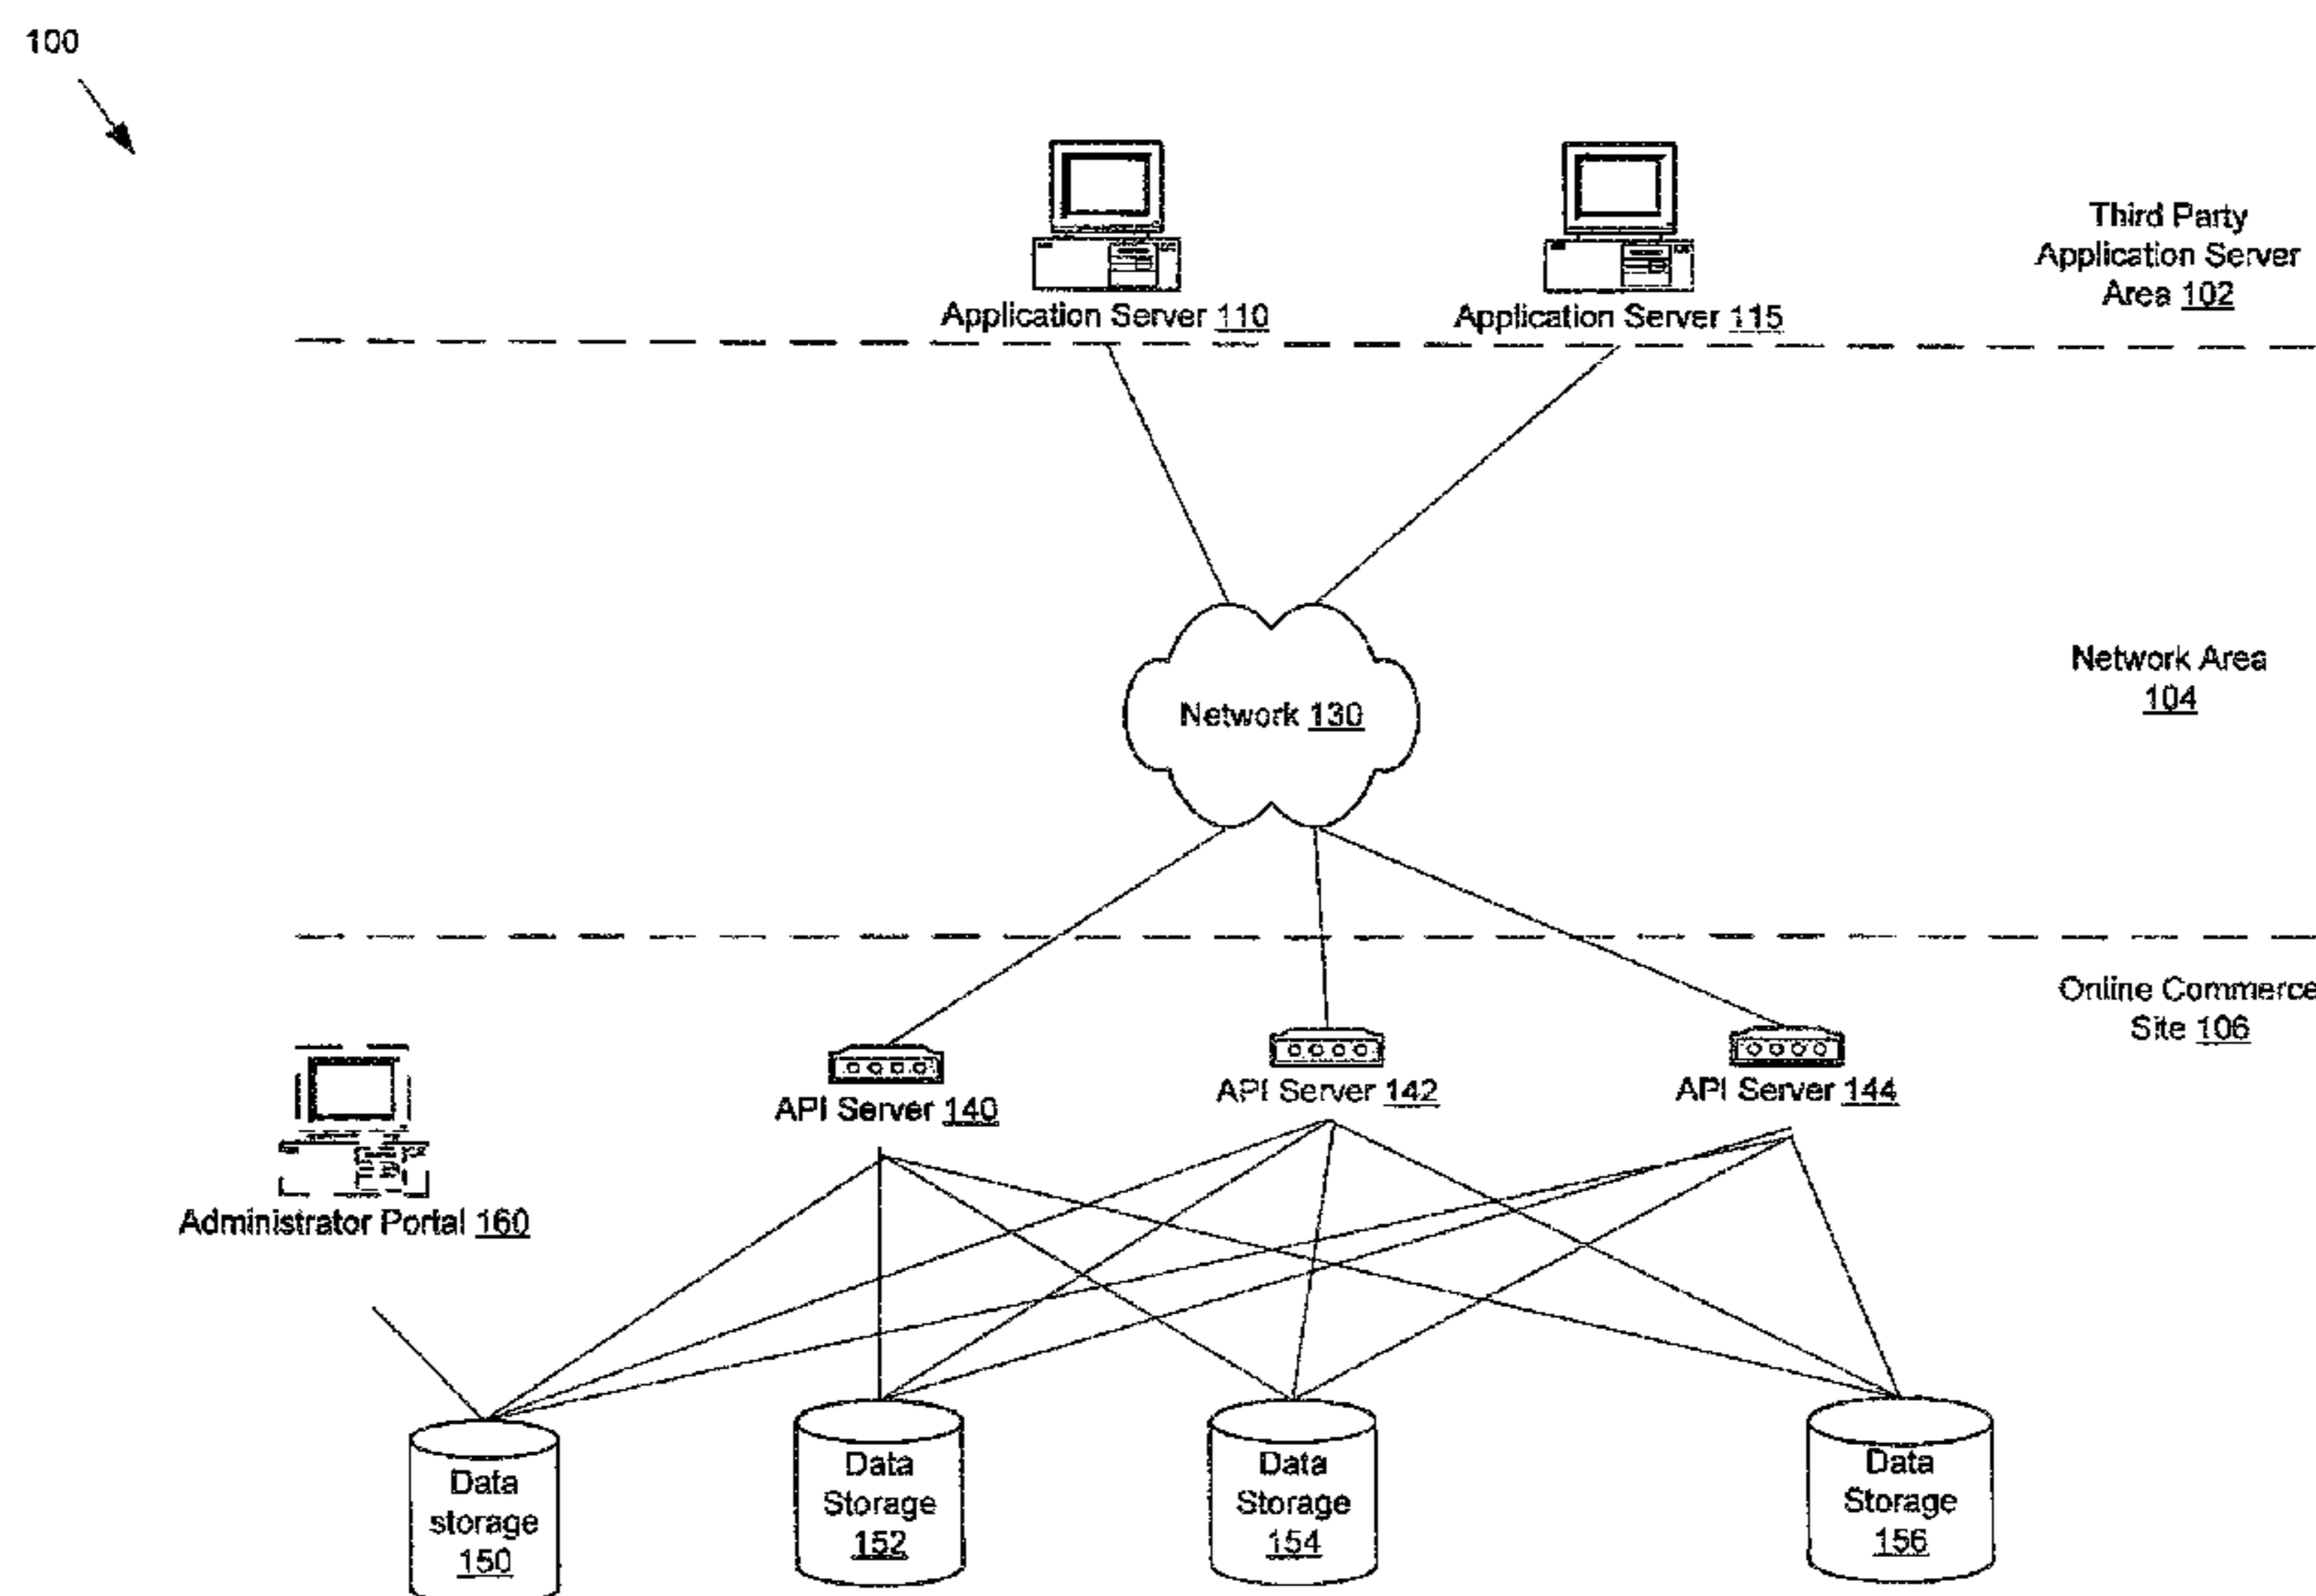 100
Third Party
Application Server
Area 102
Application Server 110
Application Server 115
Network Area
104
Network 130
Online Commerce
Site 106
API Server 140
API Server 142
API Server 144
Administrator Portal 160
Data
storage
150
Data
Storage
152
Data
Storage
154
Data
Storage
156